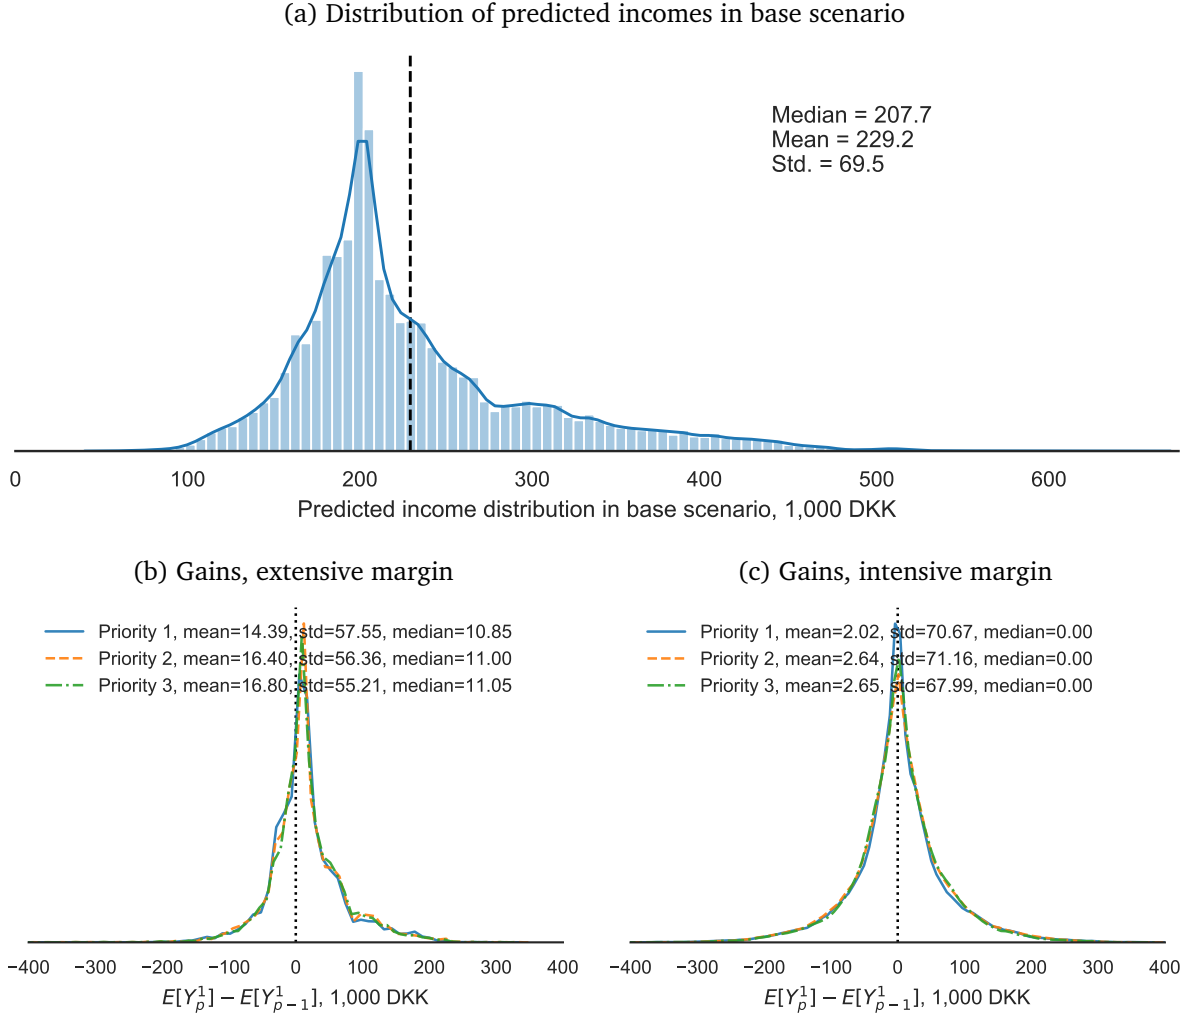 (a) Distribution of predicted incomes in base scenario
Median = 207.7
Mean = 229.2
Std. = 69.5
0 100 200 300 400 500 600
Predicted income distribution in base scenario, 1,000 DKK
(b) Gains, extensive margin
Priority 1, mean=14.39, std=57.55, median=10.85
Priority 2, mean=16.40, std=56.36, median=11.00
Priority 3, mean=16.80, std=55.21, median=11.05
−400 −300 −200 −100 0 100 200 300 400
E[Y_p^1] − E[Y_{p−1}^1], 1,000 DKK
(c) Gains, intensive margin
Priority 1, mean=2.02, std=70.67, median=0.00
Priority 2, mean=2.64, std=71.16, median=0.00
Priority 3, mean=2.65, std=67.99, median=0.00
−400 −300 −200 −100 0 100 200 300 400
E[Y_p^1] − E[Y_{p−1}^1], 1,000 DKK